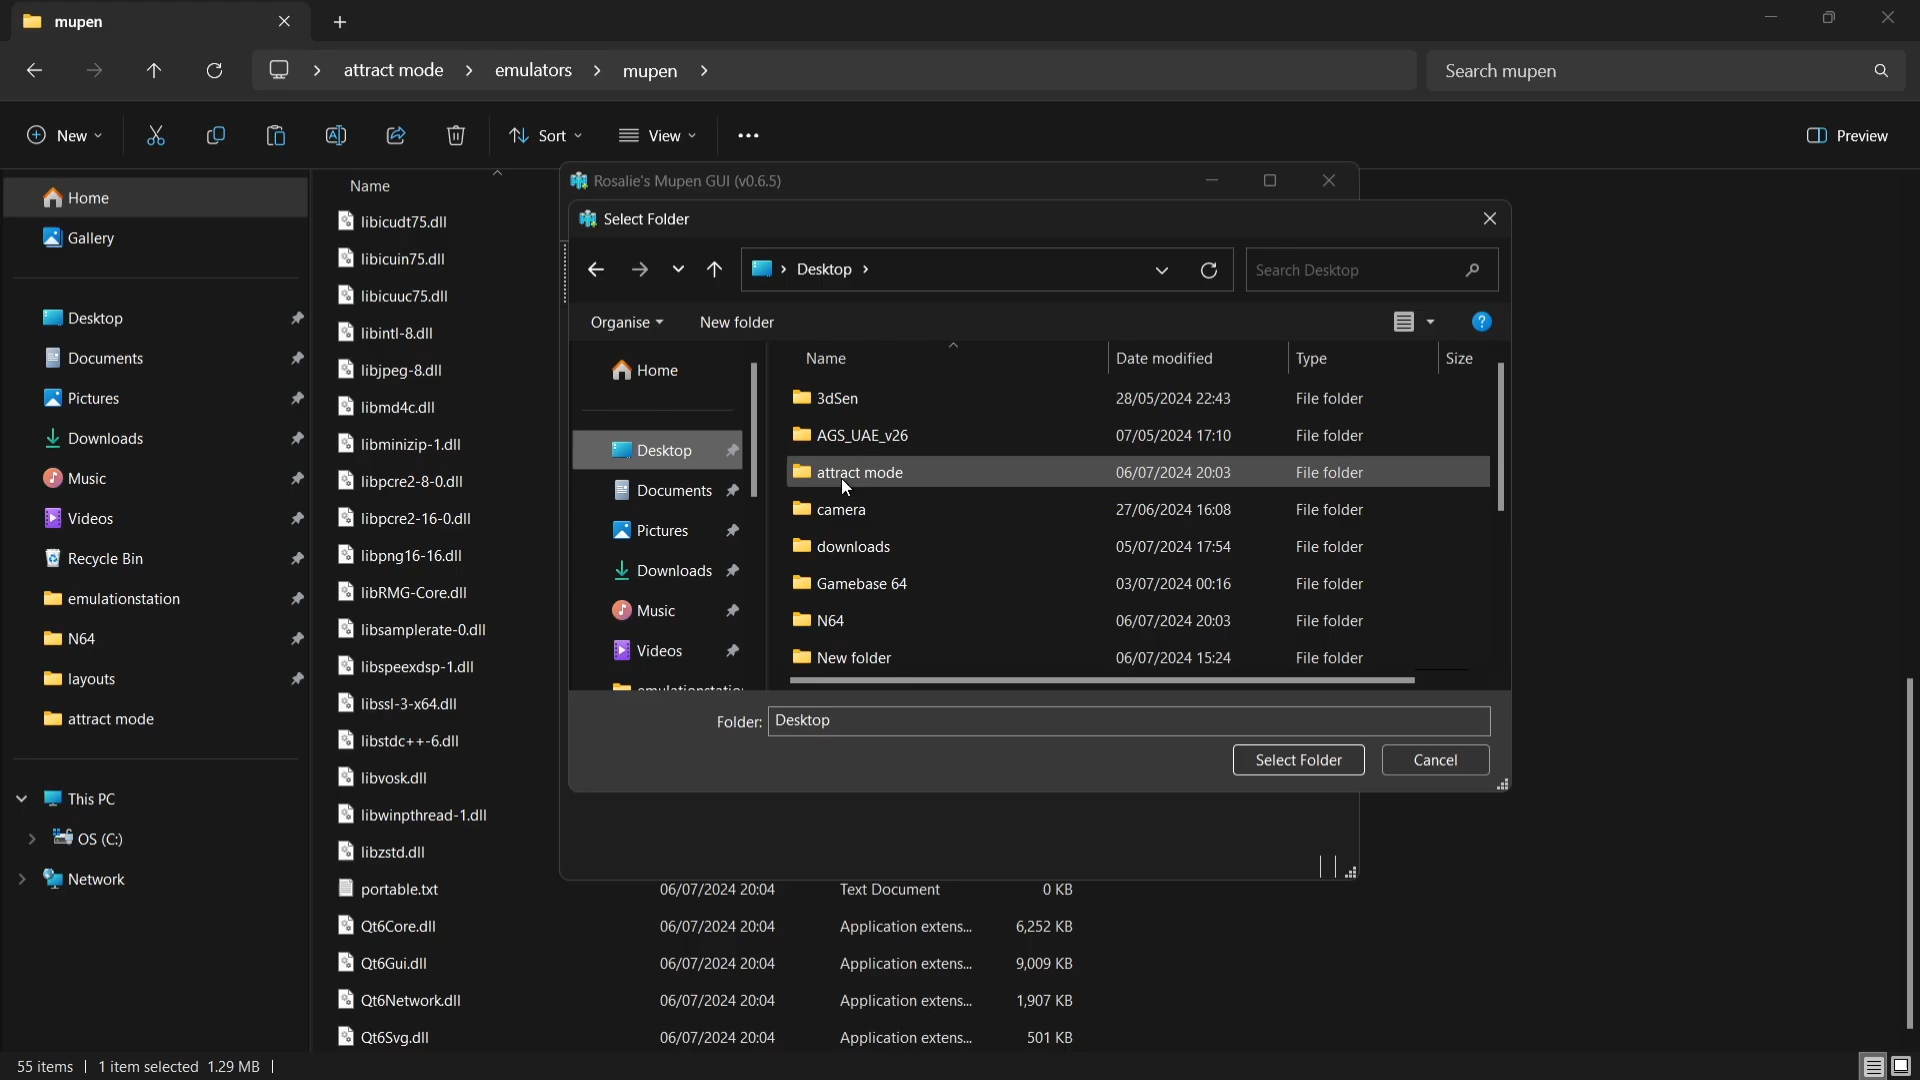 mupen
attract mode
emulators
mupen
Search mupen
New
Sort
View
Preview
Home
Gallery
Desktop
Documents
Pictures
Downloads
Music
Videos
Recycle Bin
emulationstation
N64
layouts
attract mode
This PC
OS (C:)
Network
Name
libicudt75.dll
libicuin75.dll
libicuuc75.dll
libintl-8.dll
libjpeg-8.dll
libmd4c.dll
libminizip-1.dll
libpcre2-8-0.dll
libpcre2-16-0.dll
libpng16-16.dll
libRMG-Core.dll
libsamplerate-0.dll
libspeexdsp-1.dll
libssl-3-x64.dll
libstdc++-6.dll
libvosk.dll
libwinpthread-1.dll
libzstd.dll
portable.txt 06/07/2024 20:04 Text Document 0 KB
Qt6Core.dll 06/07/2024 20:04 Application extens... 6,252 KB
Qt6Gui.dll 06/07/2024 20:04 Application extens... 9,009 KB
Qt6Network.dll 06/07/2024 20:04 Application extens... 1,907 KB
Qt6Svg.dll 06/07/2024 20:04 Application extens... 501 KB
Rosalie's Mupen GUI (v0.6.5)
Select Folder
Desktop
Search Desktop
Organise New folder
Home
Desktop
Documents
Pictures
Downloads
Music
Videos
Name Date modified Type Size
3dSen 28/05/2024 22:43 File folder
AGS_UAE_v26 07/05/2024 17:10 File folder
attract mode 06/07/2024 20:03 File folder
camera 27/06/2024 16:08 File folder
downloads 05/07/2024 17:54 File folder
Gamebase 64 03/07/2024 00:16 File folder
N64 06/07/2024 20:03 File folder
New folder 06/07/2024 15:24 File folder
Folder: Desktop
Select Folder Cancel
55 items 1 item selected 1.29 MB